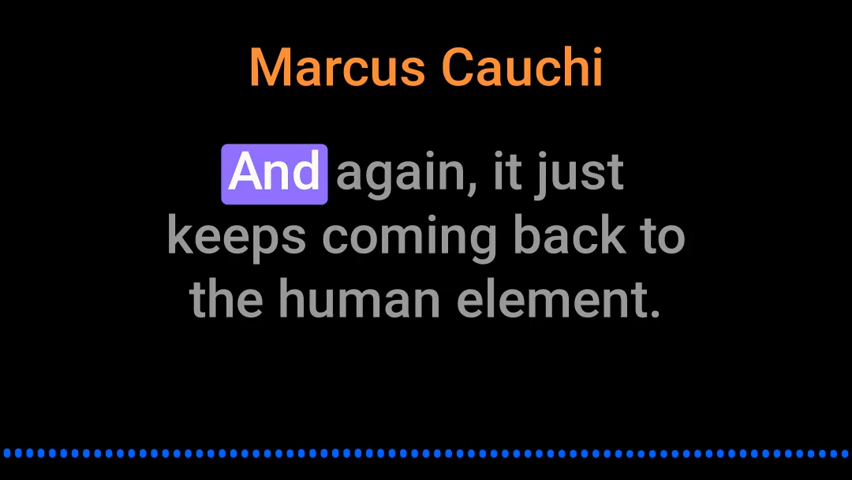 Marcus Cauchi
And again, it just
keeps coming back to
the human element.